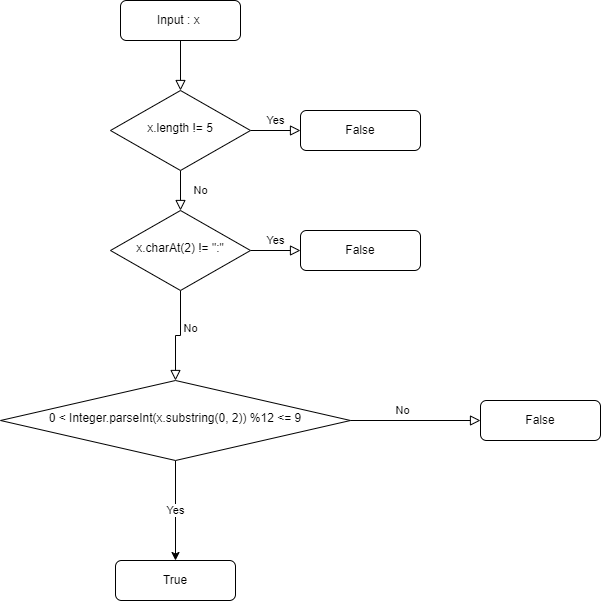 Input : x
x.length != 5
Yes
False
No
x.charAt(2) != ":"
Yes
False
No
0 < Integer.parseInt(x.substring(0, 2)) %12 <= 9
No
False
Yes
True